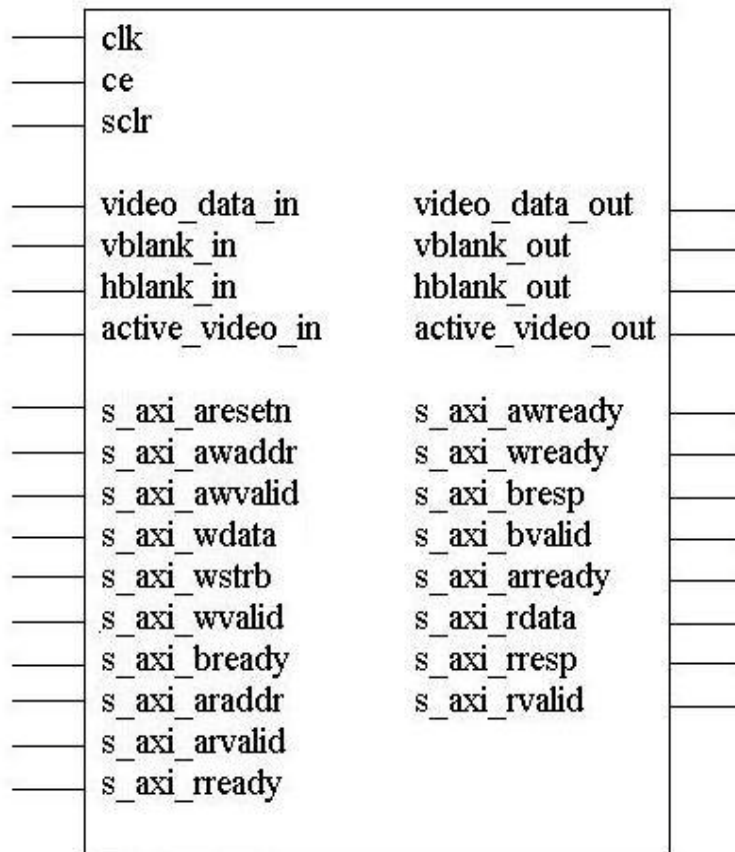 clk
ce
sclr
video_data_in video_data_out
vblank_in vblank_out
hblank_in hblank_out
active_video_in active_video_out
s_axi_aresetn s_axi_awready
s_axi_awaddr s_axi_wready
s_axi_awvalid s_axi_bresp
s_axi_wdata s_axi_bvalid
s_axi_wstrb s_axi_arready
s_axi_wvalid s_axi_rdata
s_axi_bready s_axi_rresp
s_axi_araddr s_axi_rvalid
s_axi_arvalid
s_axi_rready